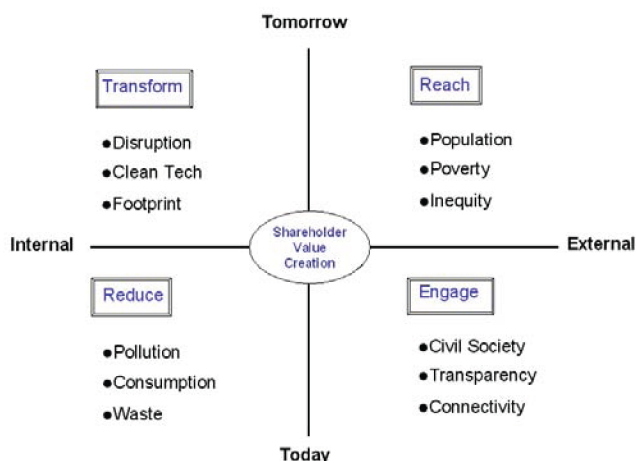 Tomorrow
Transform
Reach
●Disruption
●Clean Tech
●Footprint
●Population
●Poverty
●Inequity
Internal
Shareholder
Value
Creation
External
Reduce
Engage
●Pollution
●Consumption
●Waste
●Civil Society
●Transparency
●Connectivity
Today